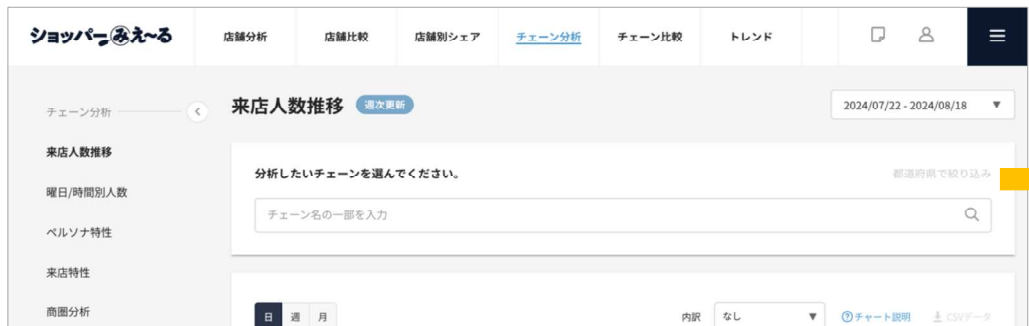 ショッパーみえ~る 店舗分析 店舗比較 店舗別シェア チェーン分析 チェーン比較 トレンド
チェーン分析
来店人数推移 週次更新 2024/07/22 - 2024/08/18 ▼
来店人数推移
曜日/時間別人数
ペルソナ特性
来店特性
商圏分析
分析したいチェーンを選んでください。 都道府県で絞り込み
チェーン名の一部を入力
日 週 月 内訳 なし ▼ ?チャート説明 CSVデータ